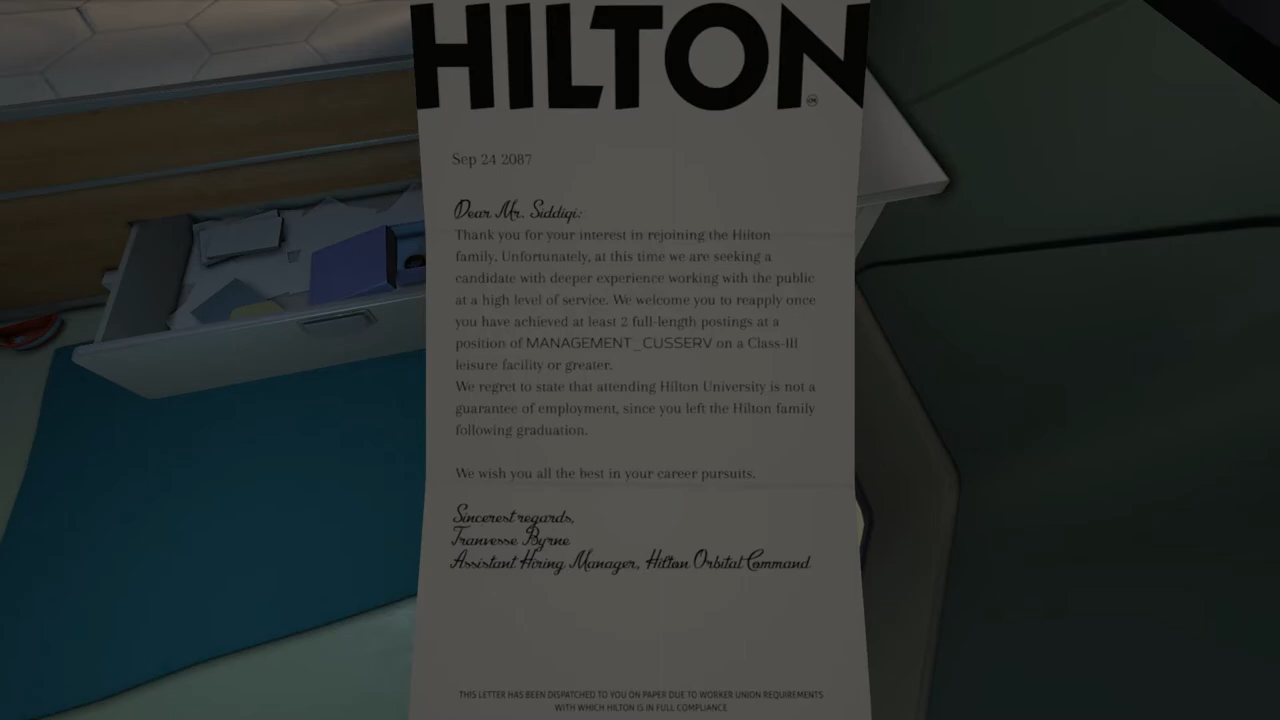 HILTON
Sep 24 2087
Dear Mr. Siddiqi:
Thank you for your interest in rejoining the Hilton
family. Unfortunately, at this time we are seeking a
candidate with deeper experience working with the public
at a high level of service. We welcome you to reapply once
you have achieved at least 2 full-length postings at a
position of MANAGEMENT_CUSSERV on a Class-III
leisure facility or greater.
We regret to state that attending Hilton University is not a
guarantee of employment, since you left the Hilton family
following graduation.
We wish you all the best in your career pursuits.
Sincerest regards,
Tranvesse Byrne
Assistant Hiring Manager, Hilton Orbital Command
THIS LETTER HAS BEEN DISPATCHED TO YOU ON PAPER DUE TO WORKER UNION REQUIREMENTS
WITH WHICH HILTON IS IN FULL COMPLIANCE